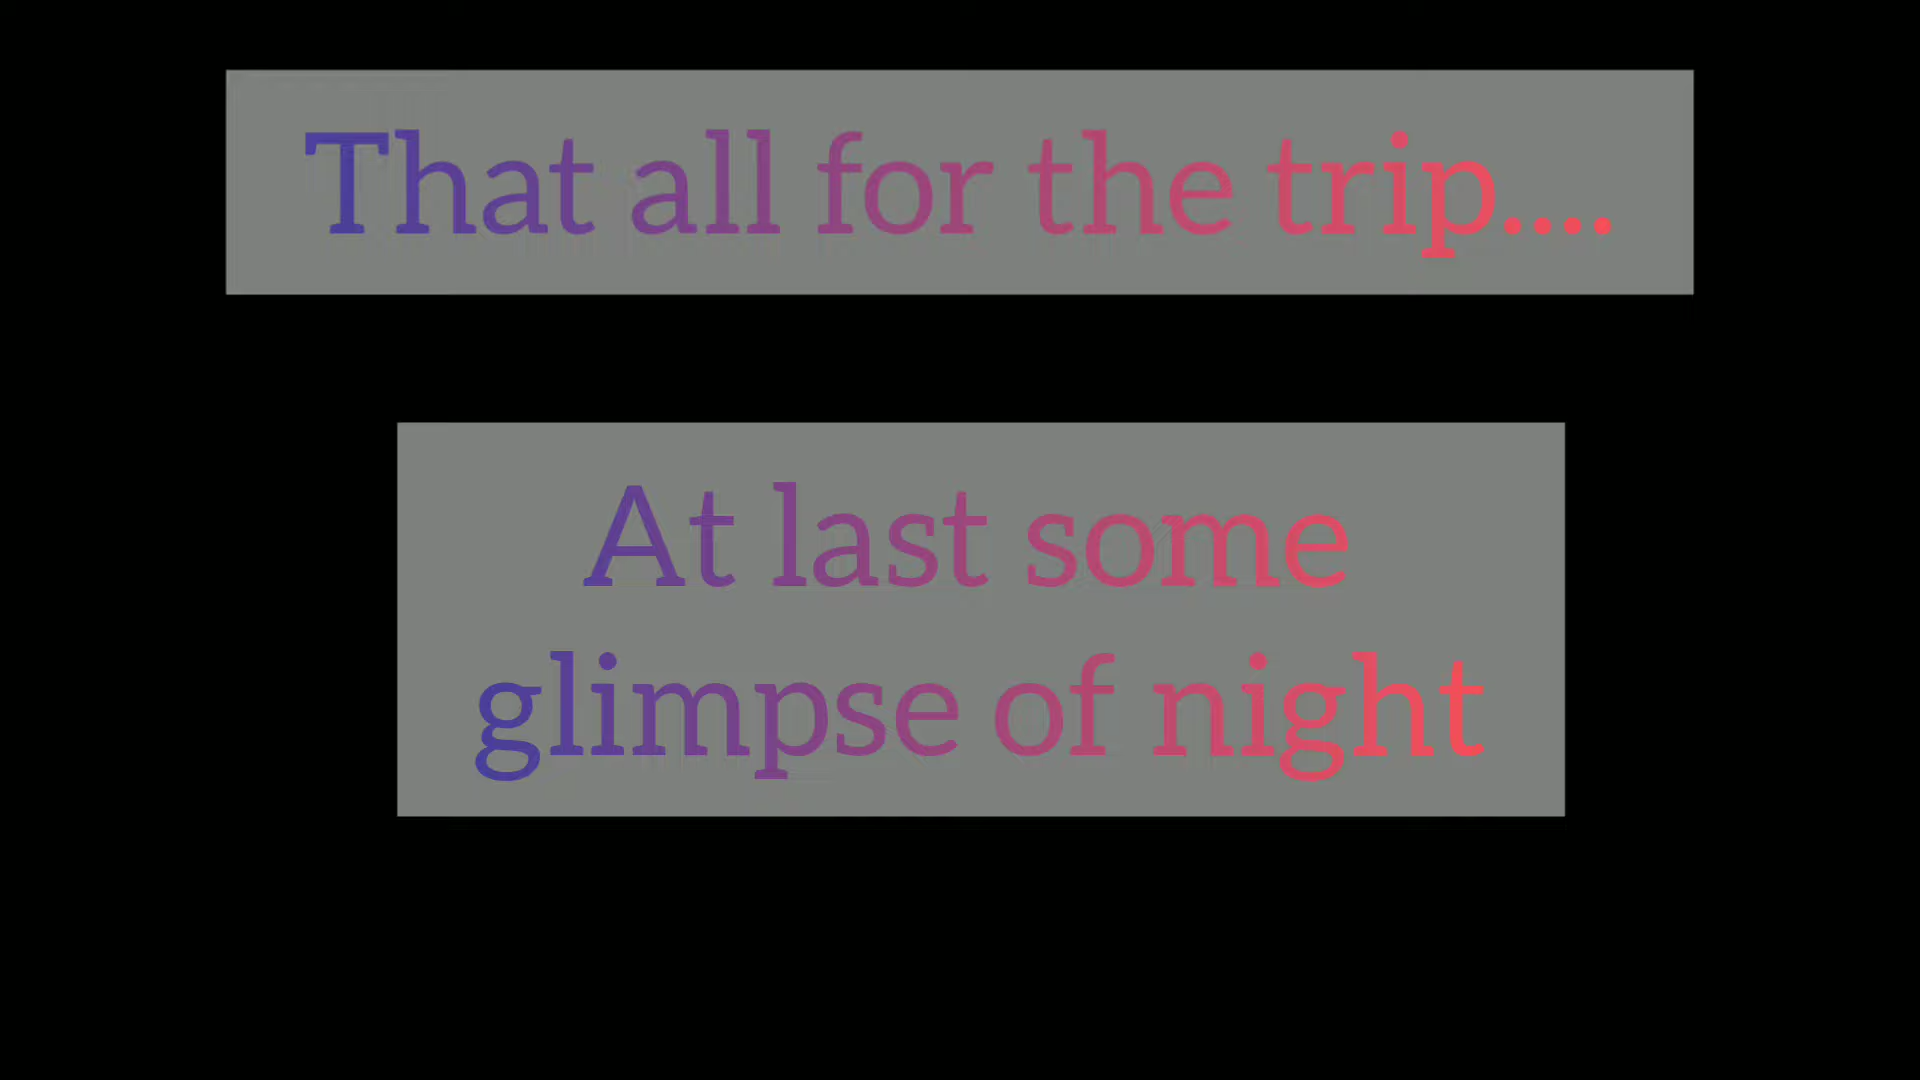 That all for the trip....
At last some
glimpse of night